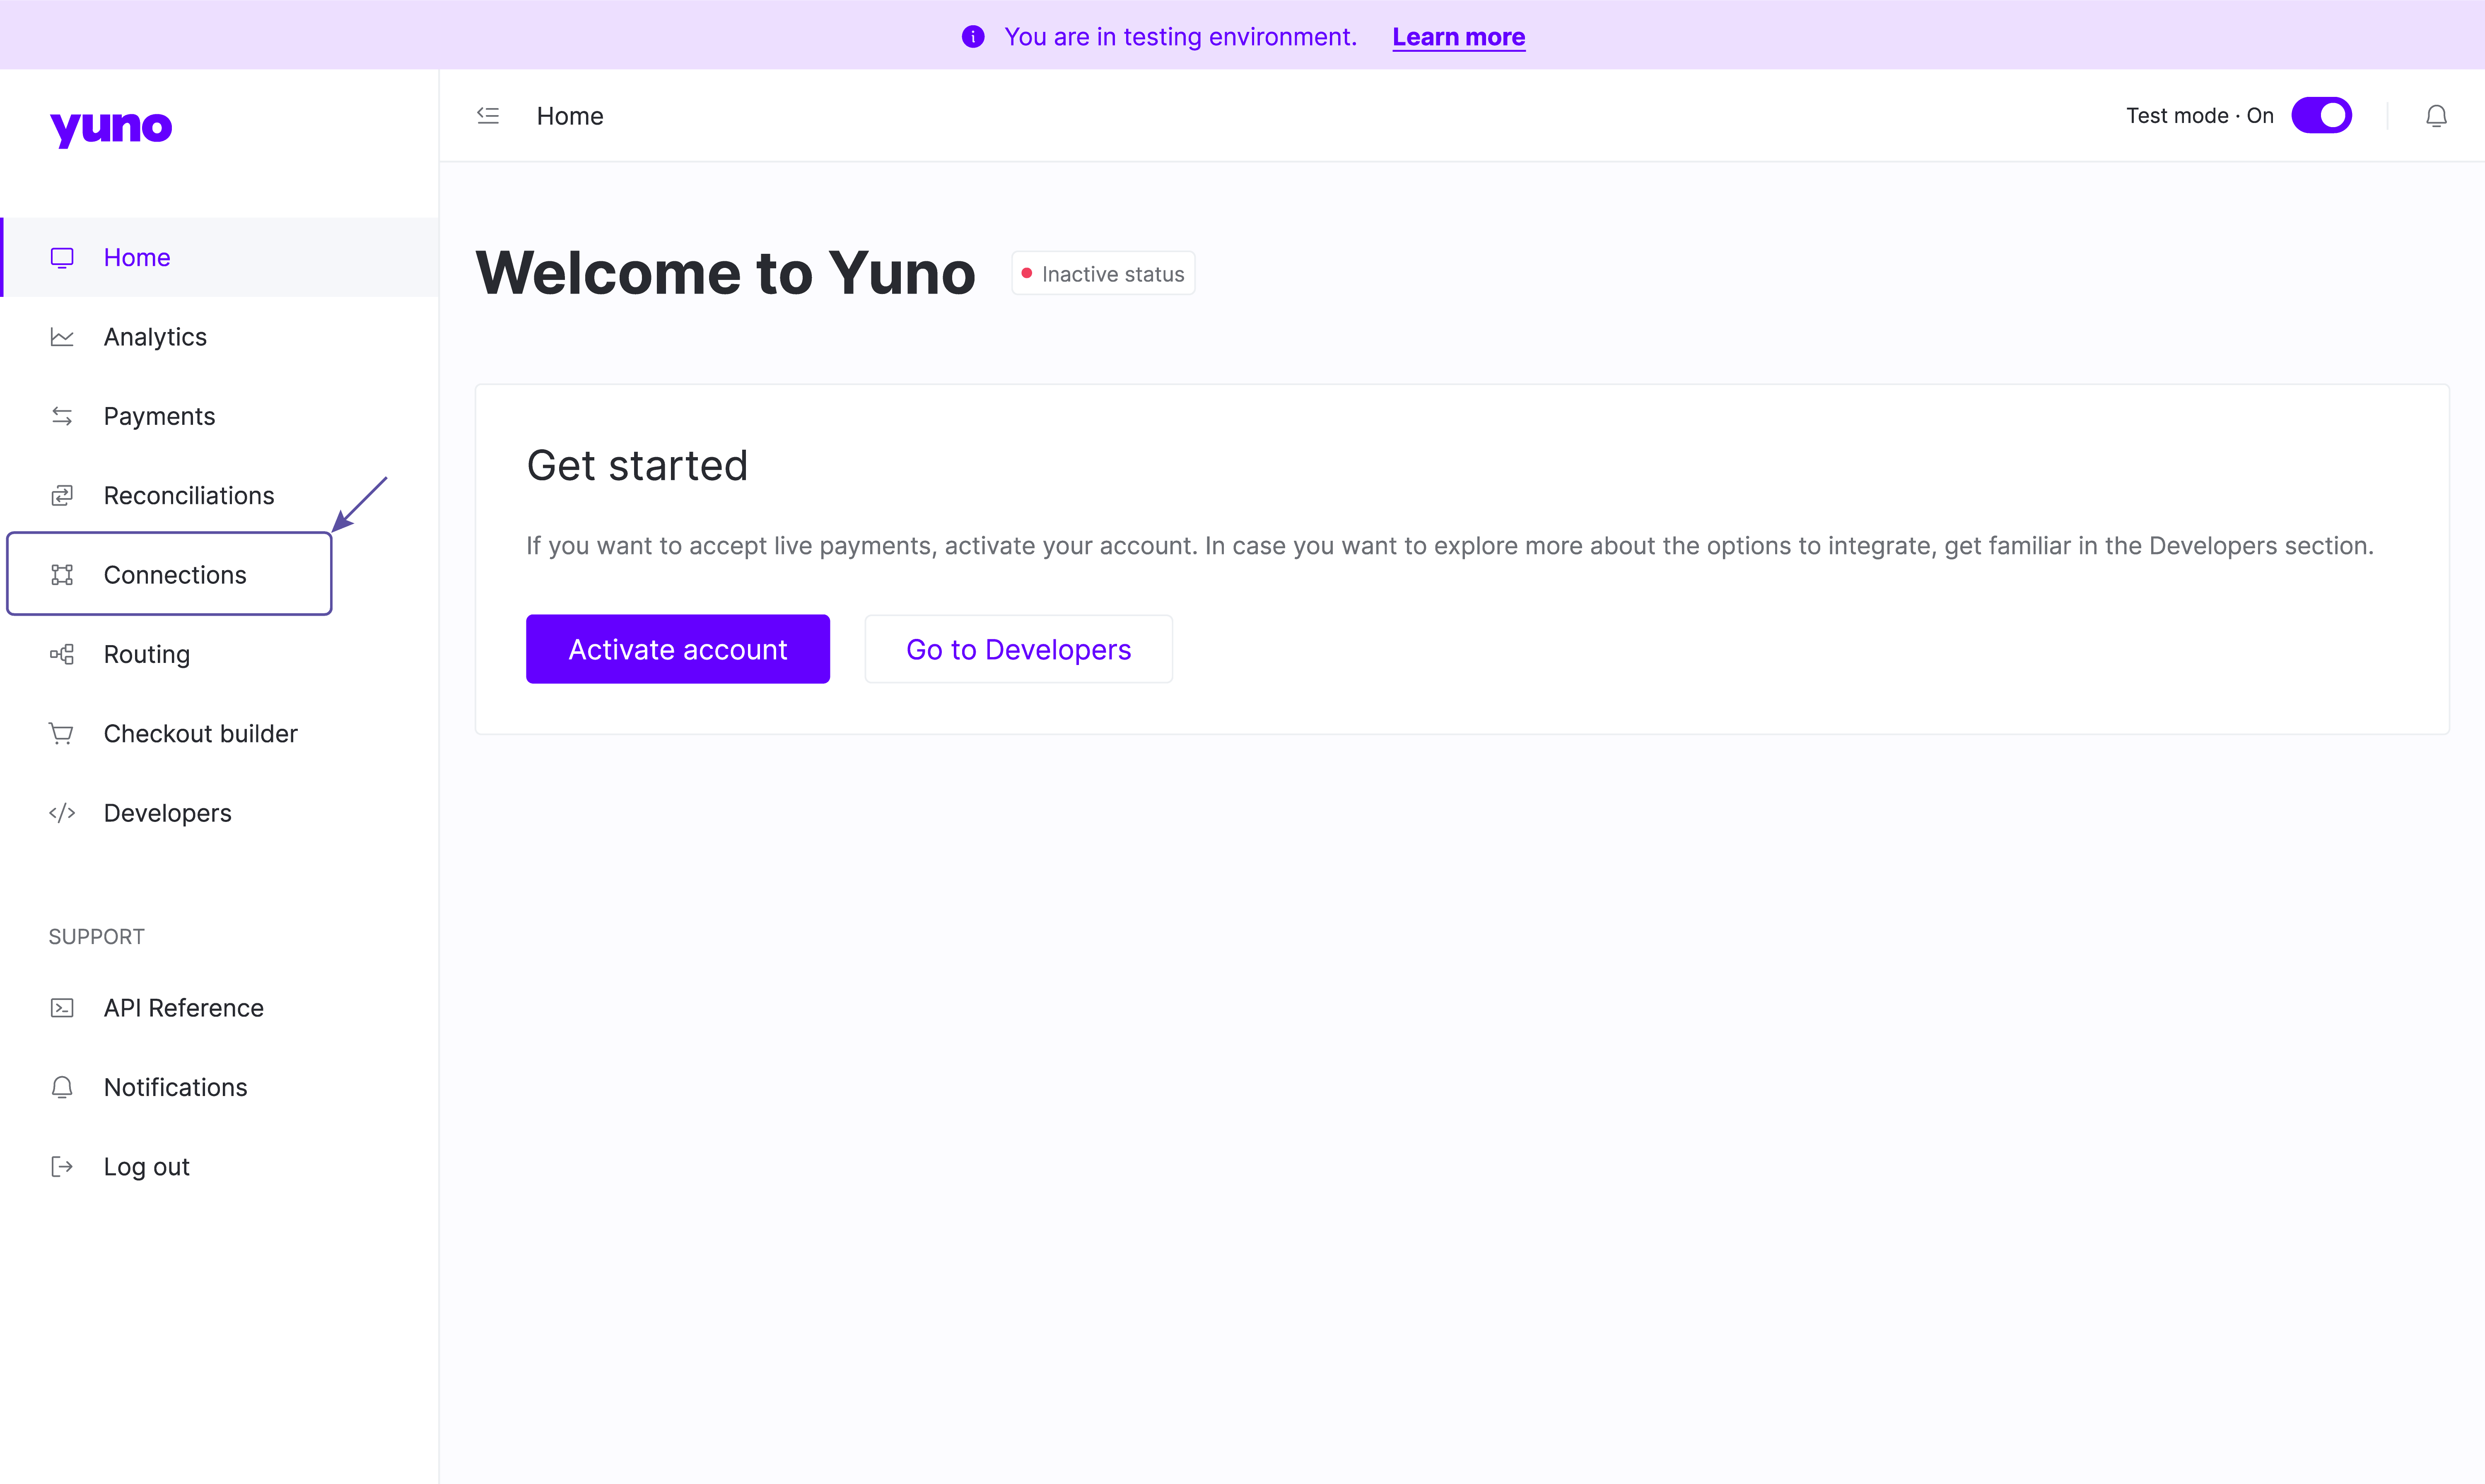 You are in testing environment. Learn more
yuno
Home
Analytics
Payments
Reconciliations
Connections
Routing
Checkout builder
Developers
SUPPORT
API Reference
Notifications
Log out
Home
Test mode · On
Welcome to Yuno
Inactive status
Get started
If you want to accept live payments, activate your account. In case you want to explore more about the options to integrate, get familiar in the Developers section.
Activate account
Go to Developers